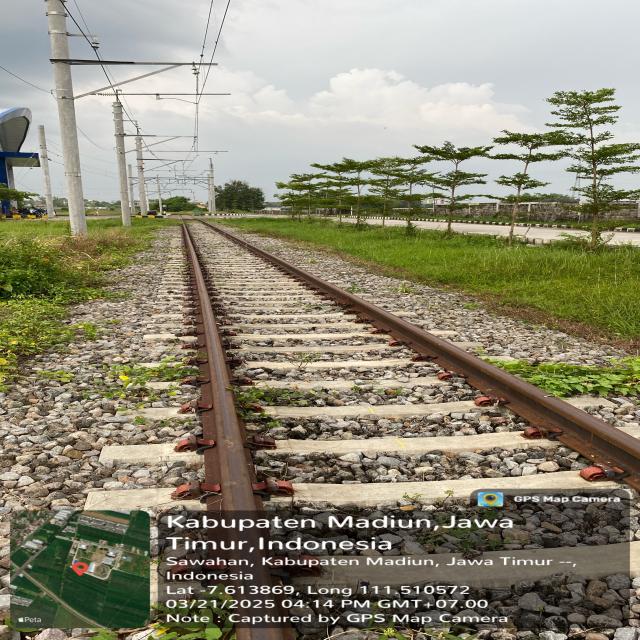 GPS Map Camera
Kabupaten Madiun,Jawa
Timur,Indonesia
Sawahan, Kabupaten Madiun, Jawa Timur --,
Indonesia
Lat -7.613869, Long 111.510572
03/21/2025 04:14 PM GMT+07.00
Note : Captured by GPS Map Camera
Peta